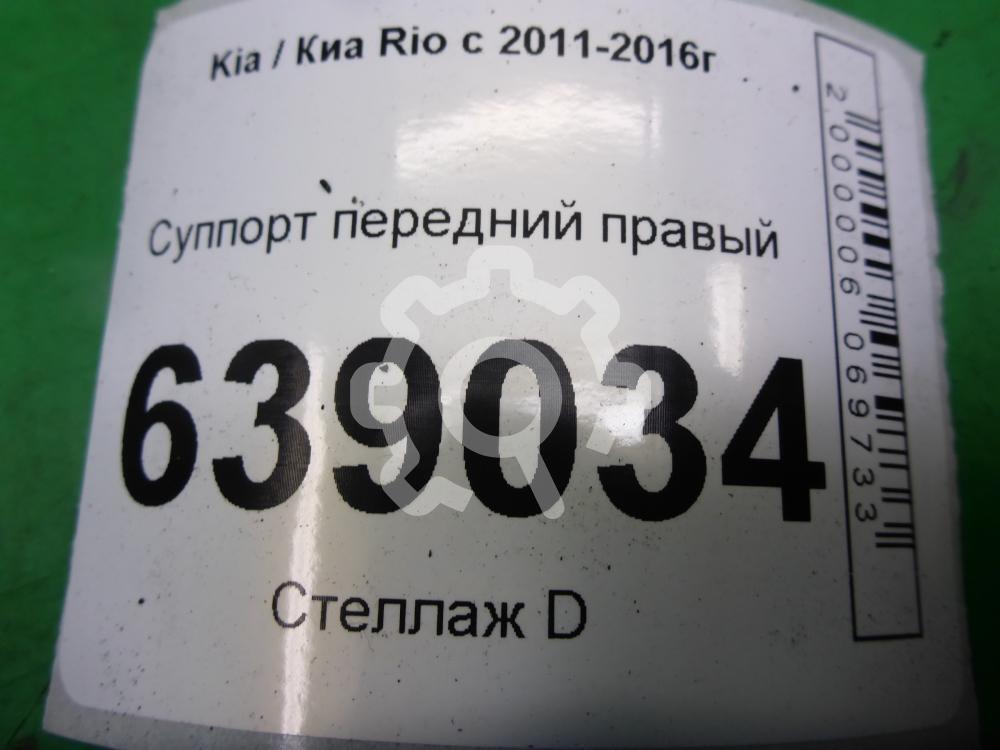 Kia / Киа Rio с 2011-2016г
Суппорт передний правый
639034
Стеллаж D
2000006069733